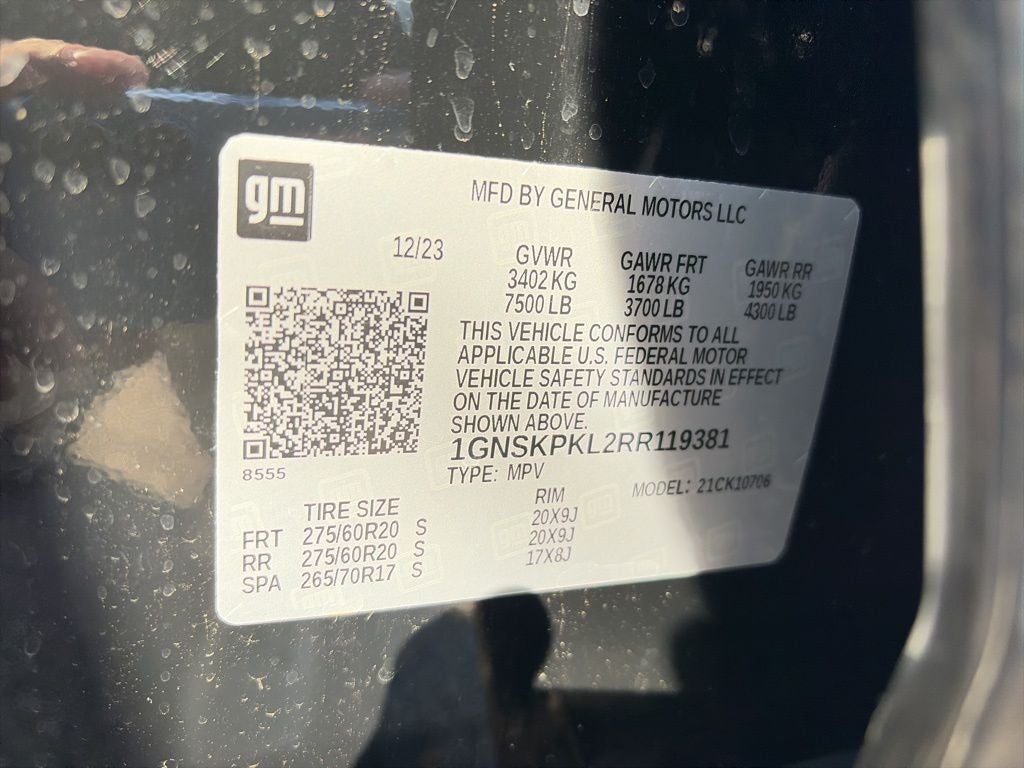 gm
MFD BY GENERAL MOTORS LLC
12/23 GVWR GAWR FRT GAWR RR
3402 KG 1678 KG 1950 KG
7500 LB 3700 LB 4300 LB
THIS VEHICLE CONFORMS TO ALL
APPLICABLE U.S. FEDERAL MOTOR
VEHICLE SAFETY STANDARDS IN EFFECT
ON THE DATE OF MANUFACTURE
SHOWN ABOVE.
1GNSKPKL2RR119381
8555
TYPE: MPV MODEL: 21CK10706
TIRE SIZE RIM
FRT 275/60R20 S 20X9J
RR 275/60R20 S 20X9J
SPA 265/70R17 S 17X8J